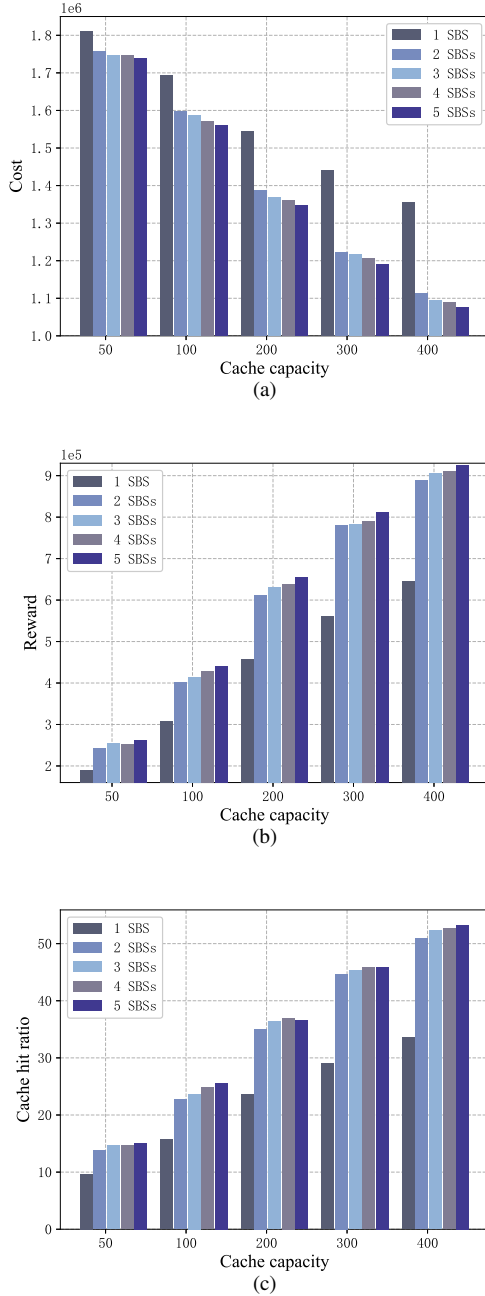 1e6
1.8
1.7
1.6
1.5
1.4
1.3
1.2
1.1
1.0
Cost
1 SBS
2 SBSs
3 SBSs
4 SBSs
5 SBSs
50 100 200 300 400
Cache capacity
(a)
1e5
9
8
7
6
5
4
3
2
Reward
1 SBS
2 SBSs
3 SBSs
4 SBSs
5 SBSs
50 100 200 300 400
Cache capacity
(b)
50
40
30
20
10
0
Cache hit ratio
1 SBS
2 SBSs
3 SBSs
4 SBSs
5 SBSs
50 100 200 300 400
Cache capacity
(c)